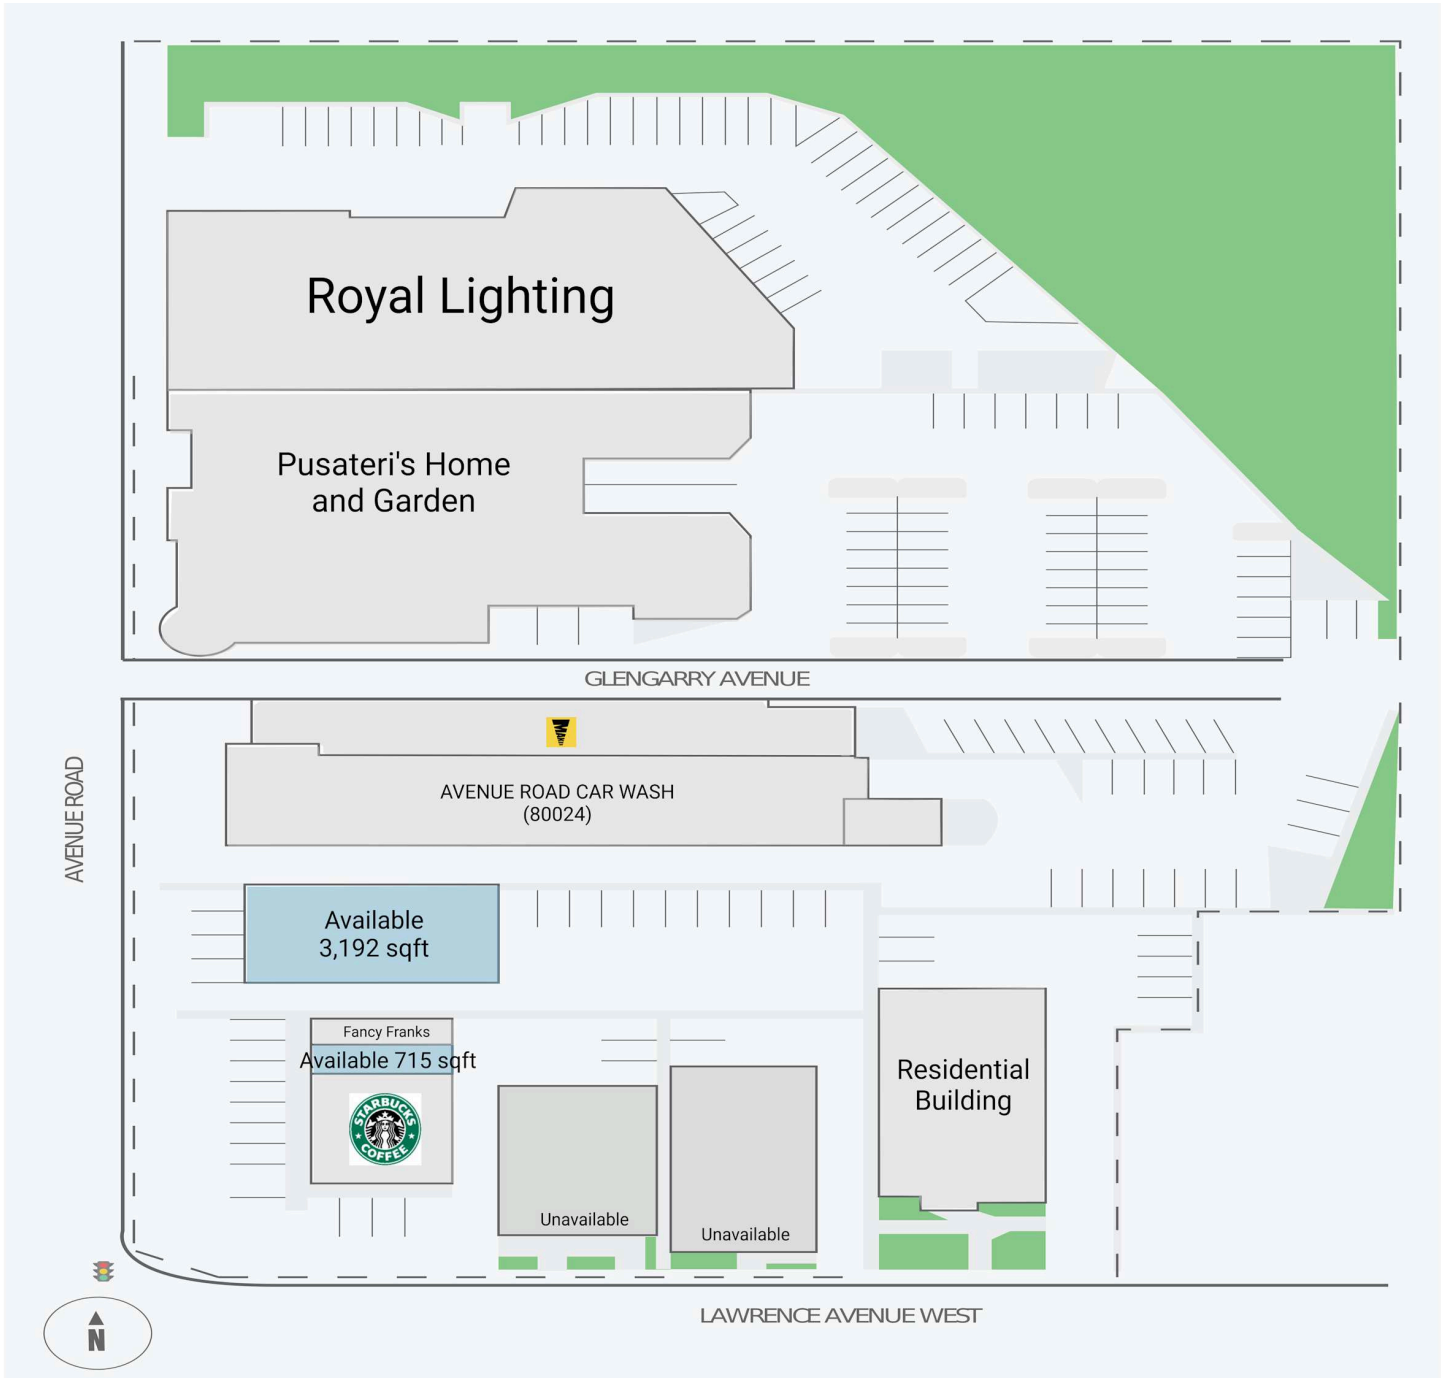 Royal Lighting
Pusateri's Home
and Garden
GLENGARRY AVENUE
MAKIN
AVENUE ROAD CAR WASH
(80024)
AVENUE ROAD
Available
3,192 sqft
Fancy Franks
Available 715 sqft
STARBUCKS
COFFEE
Residential
Building
Unavailable
Unavailable
LAWRENCE AVENUE WEST
N